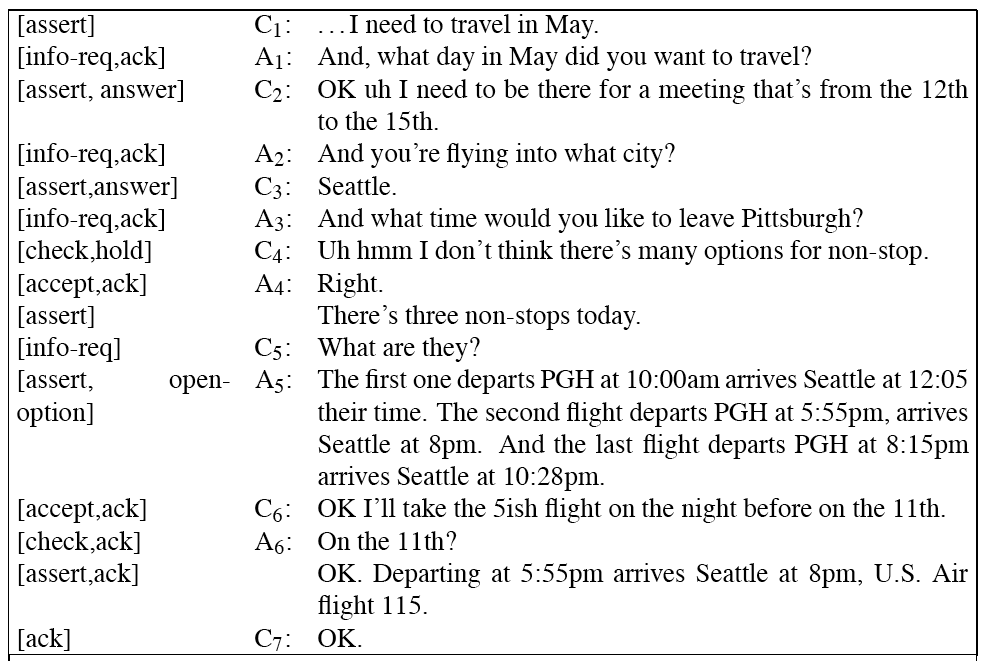 [assert] C1: ...I need to travel in May.
[info-req,ack] A1: And, what day in May did you want to travel?
[assert, answer] C2: OK uh I need to be there for a meeting that's from the 12th
to the 15th.
[info-req,ack] A2: And you're flying into what city?
[assert,answer] C3: Seattle.
[info-req,ack] A3: And what time would you like to leave Pittsburgh?
[check,hold] C4: Uh hmm I don't think there's many options for non-stop.
[accept,ack] A4: Right.
[assert] There's three non-stops today.
[info-req] C5: What are they?
[assert, open- A5: The first one departs PGH at 10:00am arrives Seattle at 12:05
option] their time. The second flight departs PGH at 5:55pm, arrives
Seattle at 8pm. And the last flight departs PGH at 8:15pm
arrives Seattle at 10:28pm.
[accept,ack] C6: OK I'll take the 5ish flight on the night before on the 11th.
[check,ack] A6: On the 11th?
[assert,ack] OK. Departing at 5:55pm arrives Seattle at 8pm, U.S. Air
flight 115.
[ack] C7: OK.